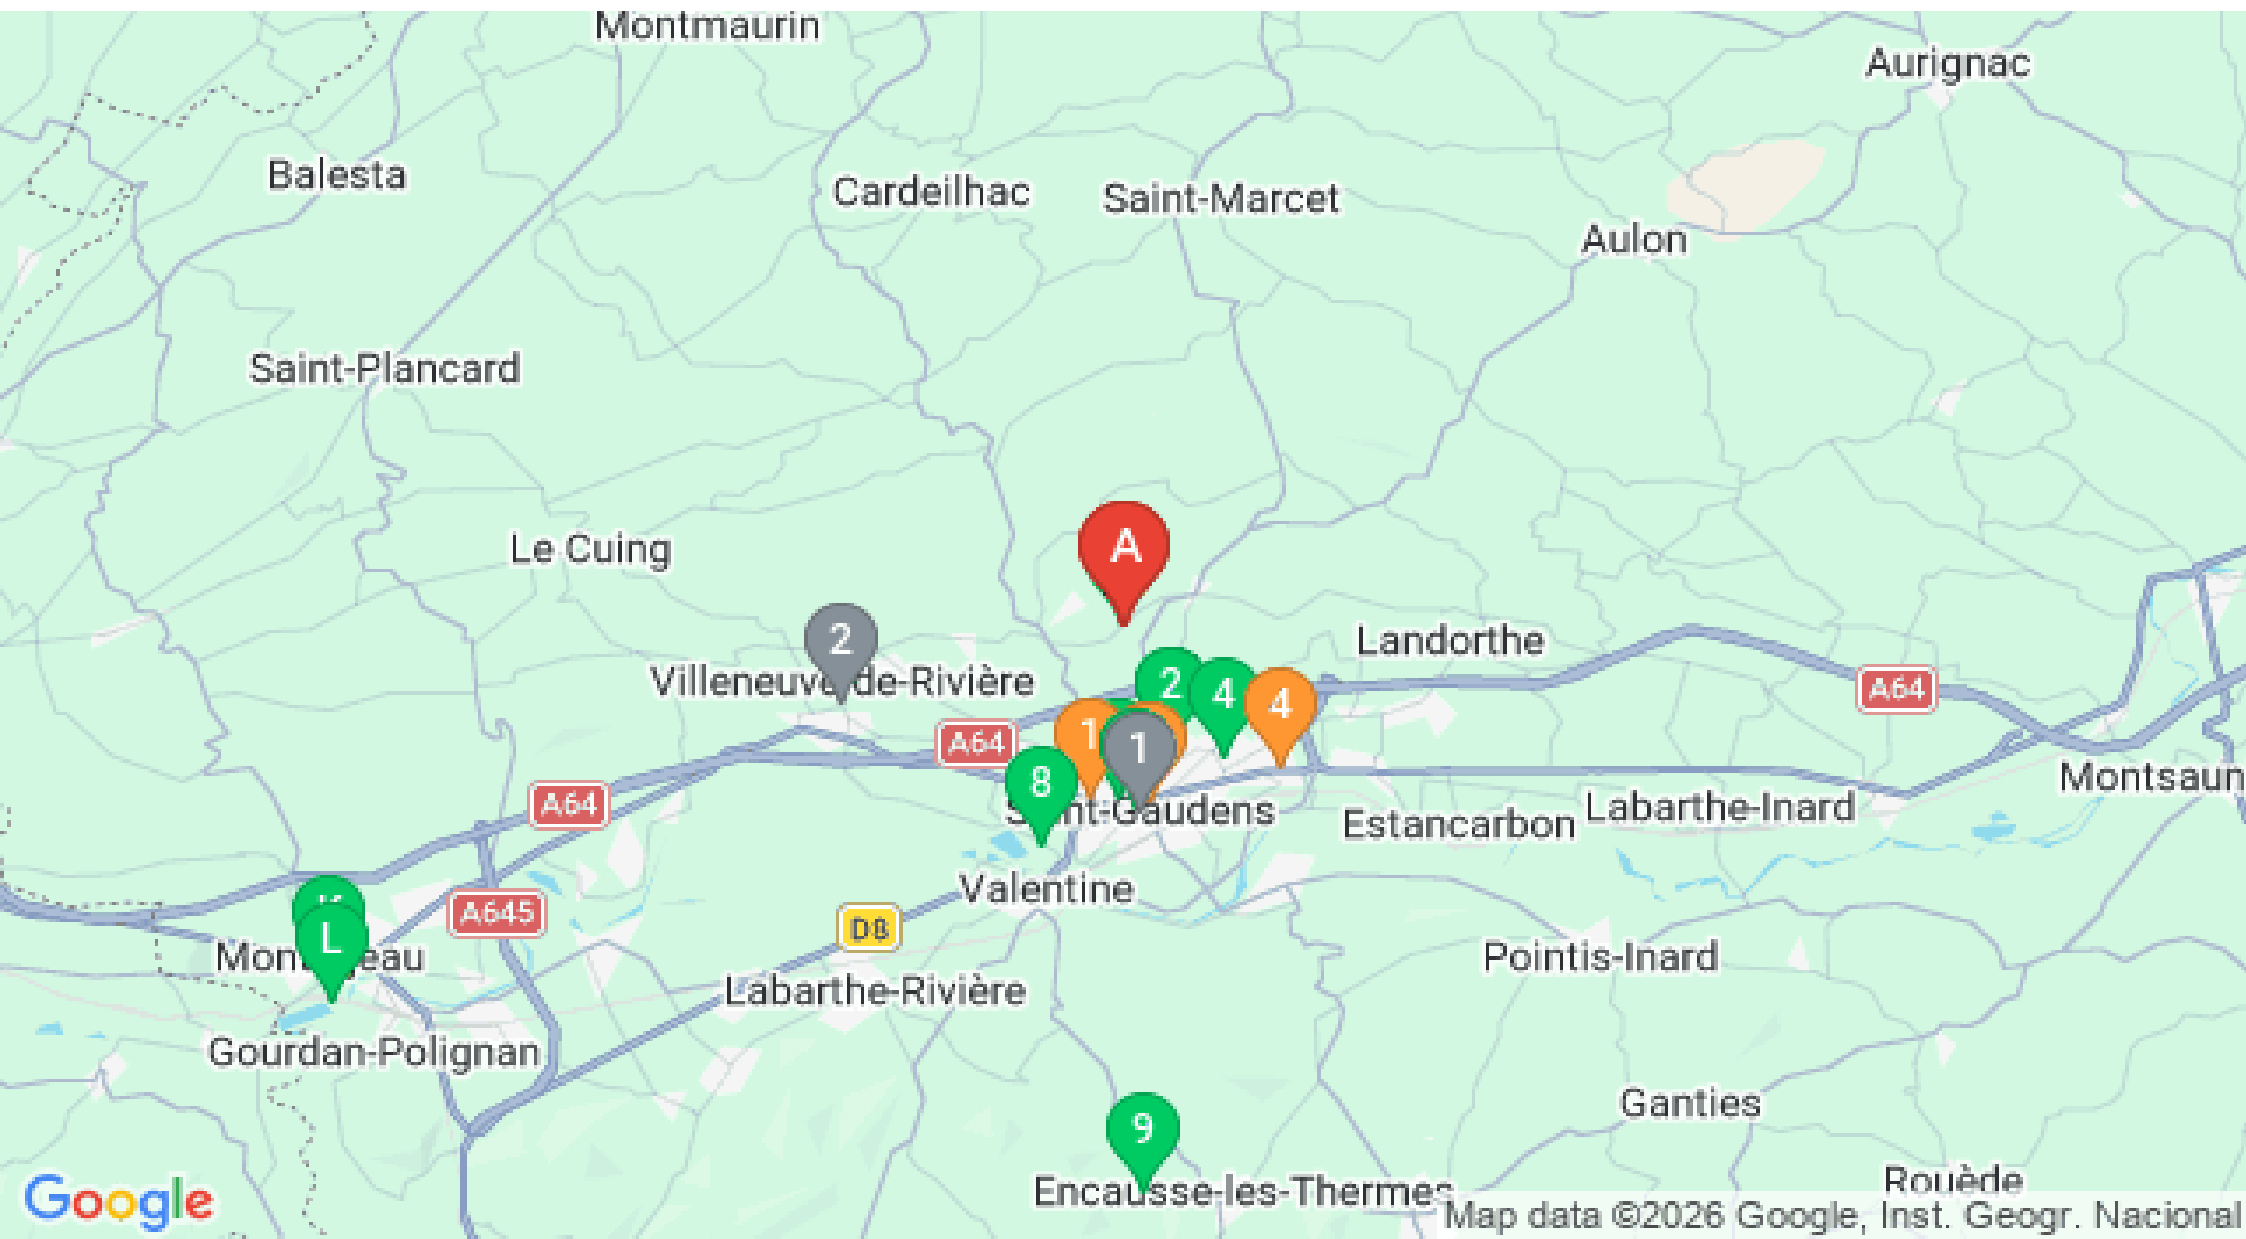 Montmaurin
Aurignac
Balesta
Cardeilhac
Saint-Marcet
Aulon
Saint-Plancard
A
Le Cuing
2
Landorthe
Villeneuve-de-Rivière
2
4
4
A64
1
1
A64
8
Montsaun
A64
Saint-Gaudens
Estancarbon
Labarthe-Inard
Valentine
A645
D8
L
Pointis-Inard
Labarthe-Rivière
Gourdan-Polignan
Ganties
9
Encausse-les-Thermes
Rouède
Google
Map data ©2026 Google, Inst. Geogr. Nacional